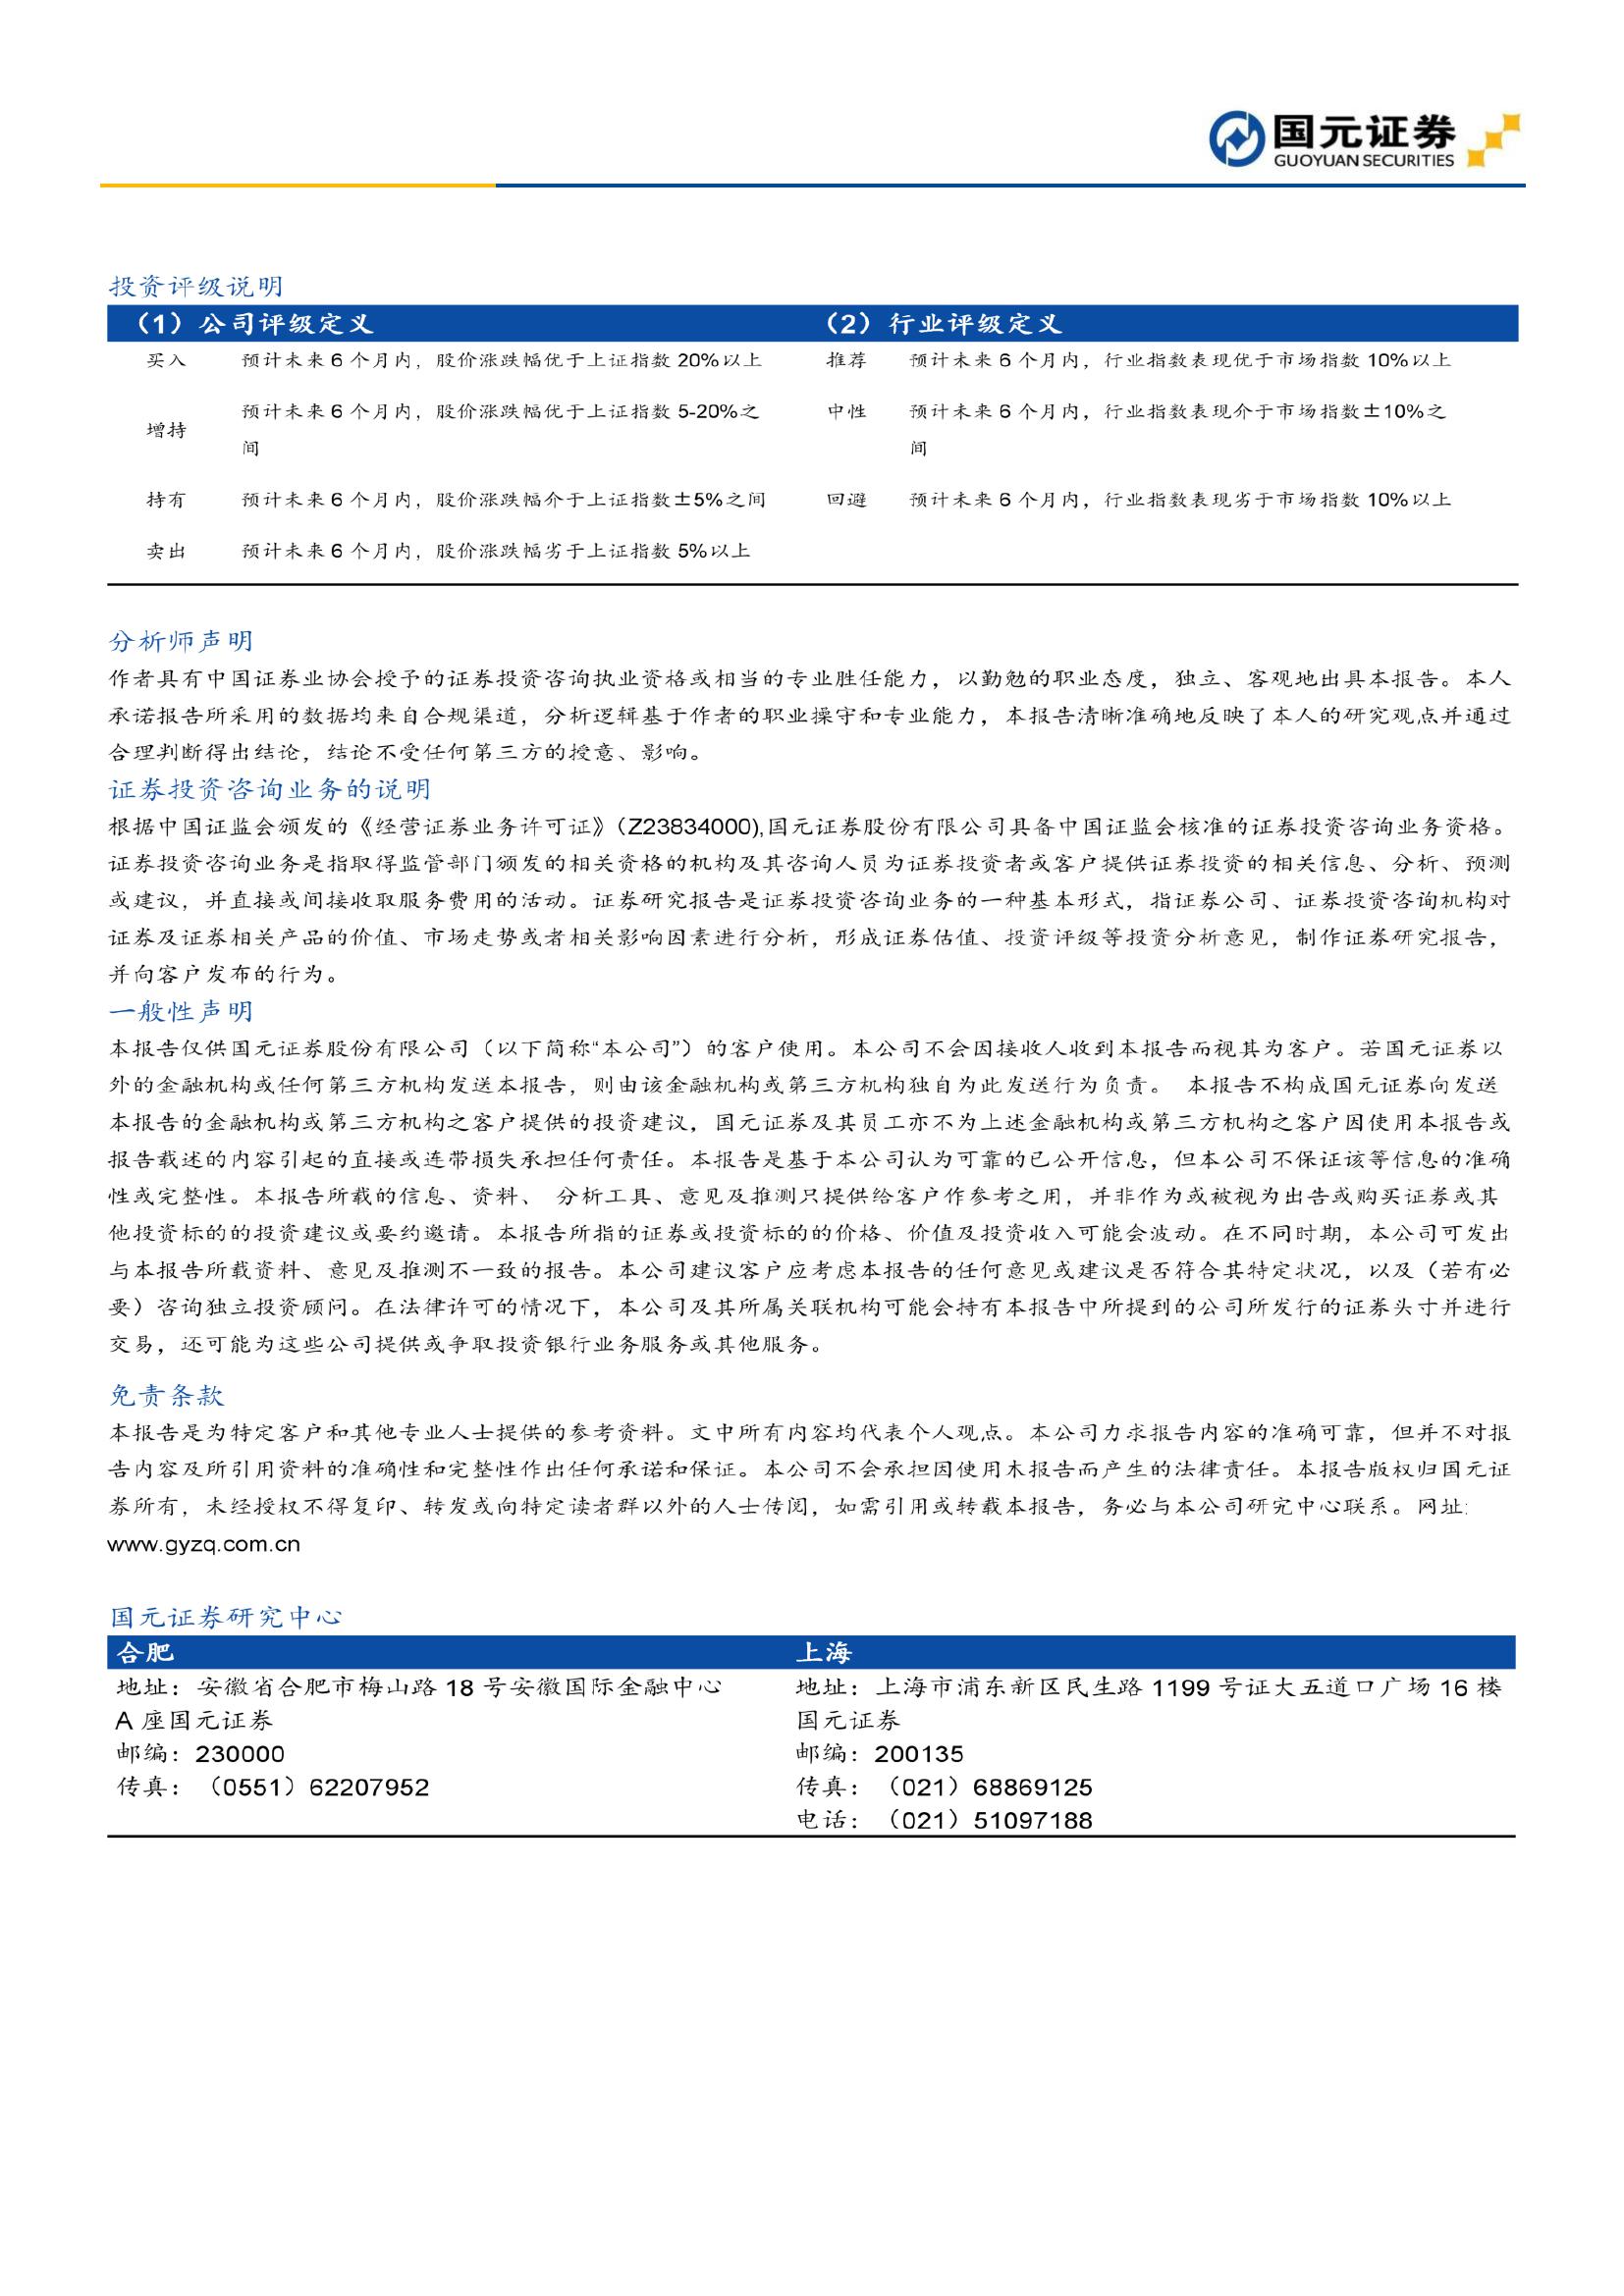 国元证券
GUOYUAN SECURITIES
投资评级说明
（1）公司评级定义 （2）行业评级定义
买入 预计未来 6 个月内，股价涨跌幅优于上证指数 20%以上 推荐 预计未来 6 个月内，行业指数表现优于市场指数 10%以上
增持 预计未来 6 个月内，股价涨跌幅优于上证指数 5-20%之 中性 预计未来 6 个月内，行业指数表现介于市场指数±10%之
间 间
持有 预计未来 6 个月内，股价涨跌幅介于上证指数±5%之间 回避 预计未来 6 个月内，行业指数表现劣于市场指数 10%以上
卖出 预计未来 6 个月内，股价涨跌幅劣于上证指数 5%以上
分析师声明
作者具有中国证券业协会授予的证券投资咨询执业资格或相当的专业胜任能力，以勤勉的职业态度，独立、客观地出具本报告。本人
承诺报告所采用的数据均来自合规渠道，分析逻辑基于作者的职业操守和专业能力，本报告清晰准确地反映了本人的研究观点并通过
合理判断得出结论，结论不受任何第三方的授意、影响。
证券投资咨询业务的说明
根据中国证监会颁发的《经营证券业务许可证》（Z23834000),国元证券股份有限公司具备中国证监会核准的证券投资咨询业务资格。
证券投资咨询业务是指取得监管部门颁发的相关资格的机构及其咨询人员为证券投资者或客户提供证券投资的相关信息、分析、预测
或建议，并直接或间接收取服务费用的活动。证券研究报告是证券投资咨询业务的一种基本形式，指证券公司、证券投资咨询机构对
证券及证券相关产品的价值、市场走势或者相关影响因素进行分析，形成证券估值、投资评级等投资分析意见，制作证券研究报告，
并向客户发布的行为。
一般性声明
本报告仅供国元证券股份有限公司（以下简称“本公司”）的客户使用。本公司不会因接收人收到本报告而视其为客户。若国元证券以
外的金融机构或任何第三方机构发送本报告，则由该金融机构或第三方机构独自为此发送行为负责。 本报告不构成国元证券向发送
本报告的金融机构或第三方机构之客户提供的投资建议，国元证券及其员工亦不为上述金融机构或第三方机构之客户因使用本报告或
报告载述的内容引起的直接或连带损失承担任何责任。本报告是基于本公司认为可靠的已公开信息，但本公司不保证该等信息的准确
性或完整性。本报告所载的信息、资料、 分析工具、意见及推测只提供给客户作参考之用，并非作为或被视为出售或购买证券或其
他投资标的的投资建议或要约邀请。本报告所指的证券或投资标的的价格、价值及投资收入可能会波动。在不同时期，本公司可发出
与本报告所载资料、意见及推测不一致的报告。本公司建议客户应考虑本报告的任何意见或建议是否符合其特定状况，以及（若有必
要）咨询独立投资顾问。在法律许可的情况下，本公司及其所属关联机构可能会持有本报告中所提到的公司所发行的证券头寸并进行
交易，还可能为这些公司提供或争取投资银行业务服务或其他服务。
免责条款
本报告是为特定客户和其他专业人士提供的参考资料。文中所有内容均代表个人观点。本公司力求报告内容的准确可靠，但并不对报
告内容及所引用资料的准确性和完整性作出任何承诺和保证。本公司不会承担因使用本报告而产生的法律责任。本报告版权归国元证
券所有，未经授权不得复印、转发或向特定读者群以外的人士传阅，如需引用或转载本报告，务必与本公司研究中心联系。网址:
www.gyzq.com.cn
国元证券研究中心
合肥 上海
地址：安徽省合肥市梅山路 18 号安徽国际金融中心 地址：上海市浦东新区民生路 1199 号证大五道口广场 16 楼
A 座国元证券 国元证券
邮编：230000 邮编：200135
传真：（0551）62207952 传真：（021）68869125
电话：（021）51097188